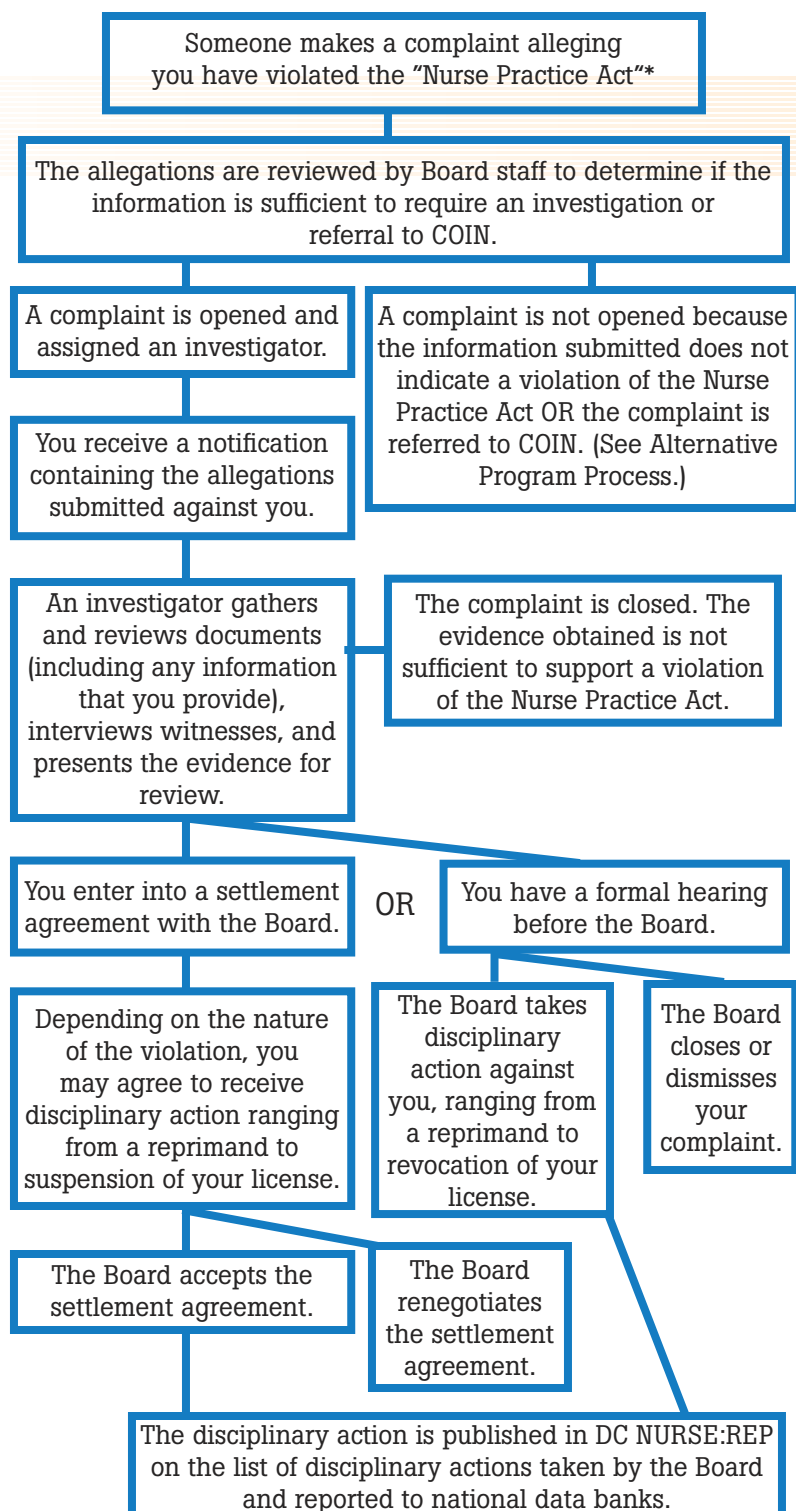 Someone makes a complaint alleging
you have violated the “Nurse Practice Act“*
The allegations are reviewed by Board staff to determine if the
information is sufficient to require an investigation or
referral to COIN.
A complaint is opened and
assigned an investigator.
A complaint is not opened because
the information submitted does not
indicate a violation of the Nurse
Practice Act OR the complaint is
referred to COIN. (See Alternative
Program Process.)
You receive a notification
containing the allegations
submitted against you.
An investigator gathers
and reviews documents
(including any information
that you provide),
interviews witnesses, and
presents the evidence for
review.
The complaint is closed. The
evidence obtained is not
sufficient to support a violation
of the Nurse Practice Act.
You enter into a settlement
agreement with the Board.
OR
You have a formal hearing
before the Board.
Depending on the nature
of the violation, you
may agree to receive
disciplinary action ranging
from a reprimand to
suspension of your license.
The Board takes
disciplinary
action against
you, ranging from
a reprimand to
revocation of your
license.
The Board
closes or
dismisses
your
complaint.
The Board accepts the
settlement agreement.
The Board
renegotiates
the settlement
agreement.
The disciplinary action is published in DC NURSE:REP
on the list of disciplinary actions taken by the Board
and reported to national data banks.